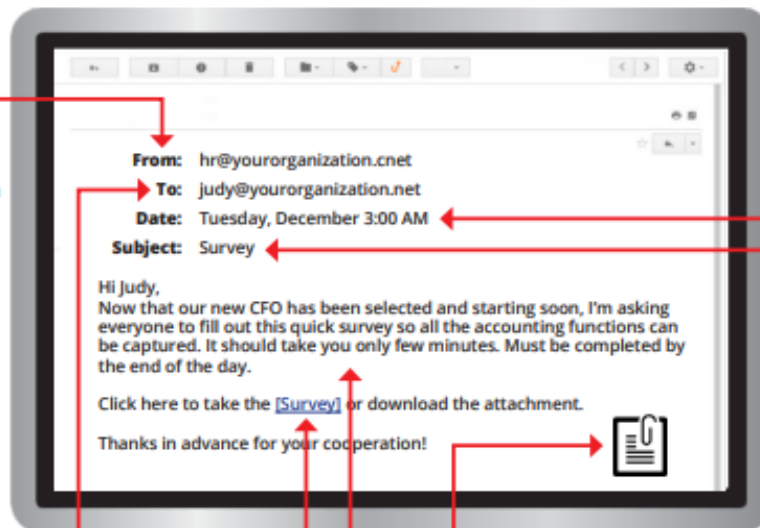 From: hr@yourorganization.cnet
To: judy@yourorganization.net
Date: Tuesday, December 3:00 AM
Subject: Survey
Hi Judy,
Now that our new CFO has been selected and starting soon, I'm asking
everyone to fill out this quick survey so all the accounting functions can
be captured. It should take you only few minutes. Must be completed by
the end of the day.
Click here to take the [Survey] or download the attachment.
Thanks in advance for your cooperation!